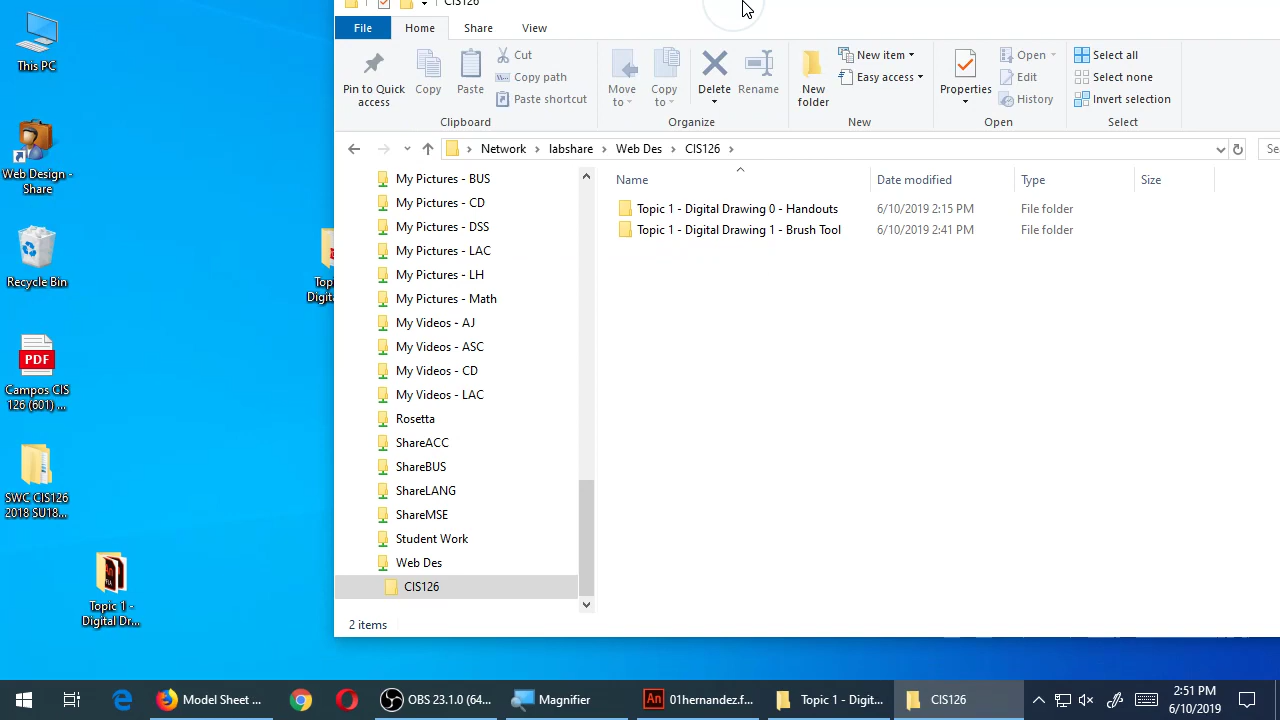 CIS126
This PC
Web Design -
Share
Recycle Bin
PDF
Campos CIS
126 (601) ...
SWC CIS126
2018 SU18...
Topic 1 -
Digital Dr...
Top
Digit
File
Home
Share
View
Pin to Quick
access
Copy
Paste
Cut
Copy path
Paste shortcut
Clipboard
Move
to
Copy
to
Delete
Rename
Organize
New
folder
New item
Easy access
New
Properties
Open
Edit
History
Open
Select all
Select none
Invert selection
Select
Network > labshare > Web Des > CIS126 >
Sea
My Pictures - BUS
My Pictures - CD
My Pictures - DSS
My Pictures - LAC
My Pictures - LH
My Pictures - Math
My Videos - AJ
My Videos - ASC
My Videos - CD
My Videos - LAC
Rosetta
ShareACC
ShareBUS
ShareLANG
ShareMSE
Student Work
Web Des
CIS126
Name Date modified Type Size
Topic 1 - Digital Drawing 0 - Handouts 6/10/2019 2:15 PM File folder
Topic 1 - Digital Drawing 1 - Brush Tool 6/10/2019 2:41 PM File folder
2 items
Model Sheet ...
OBS 23.1.0 (64...
Magnifier
An
01hernandez.f...
Topic 1 - Digit...
CIS126
2:51 PM
6/10/2019